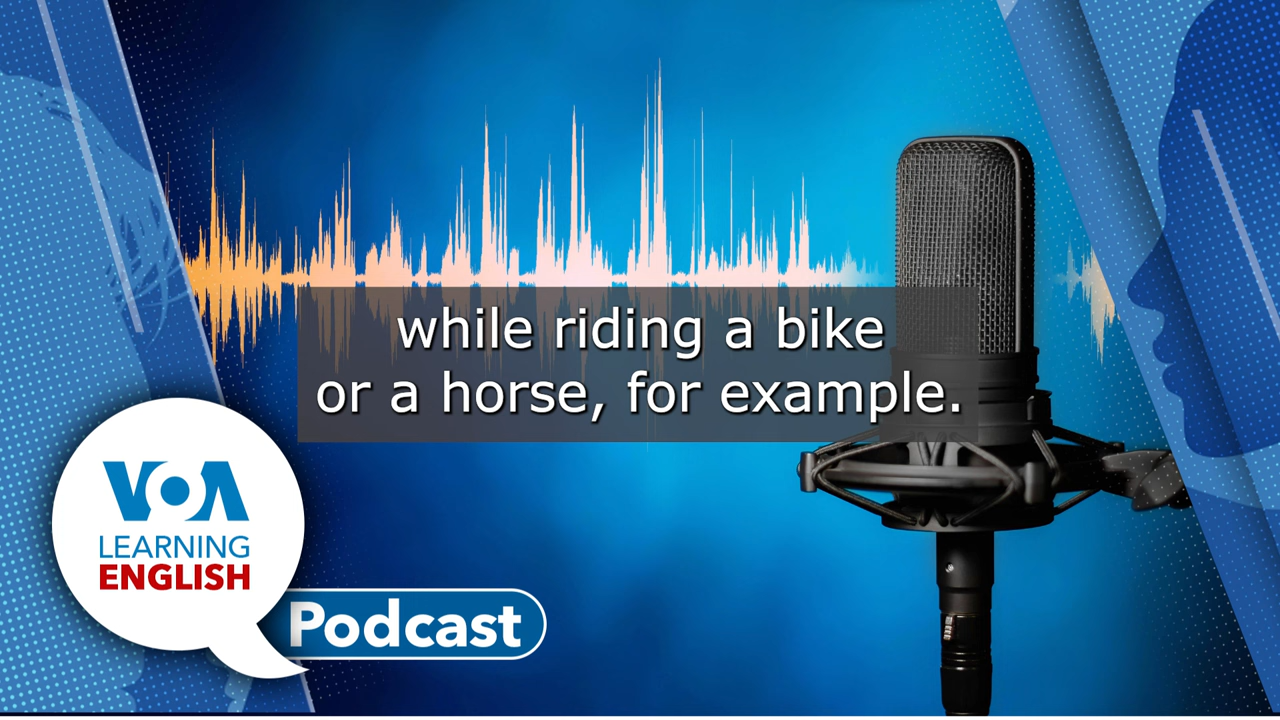 while riding a bike
or a horse, for example.
VOA
LEARNING
ENGLISH
Podcast